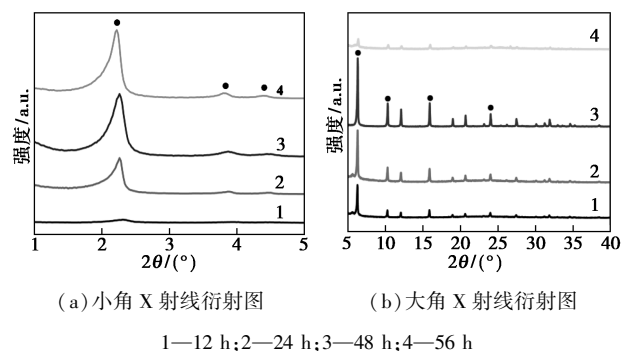 强度/a.u.
4
3
2
1
1 2 3 4 5
2θ/(°)
(a)小角 X 射线衍射图
强度/a.u.
4
3
2
1
5 10 15 20 25 30 35 40
2θ/(°)
(b)大角 X 射线衍射图
1—12 h;2—24 h;3—48 h;4—56 h